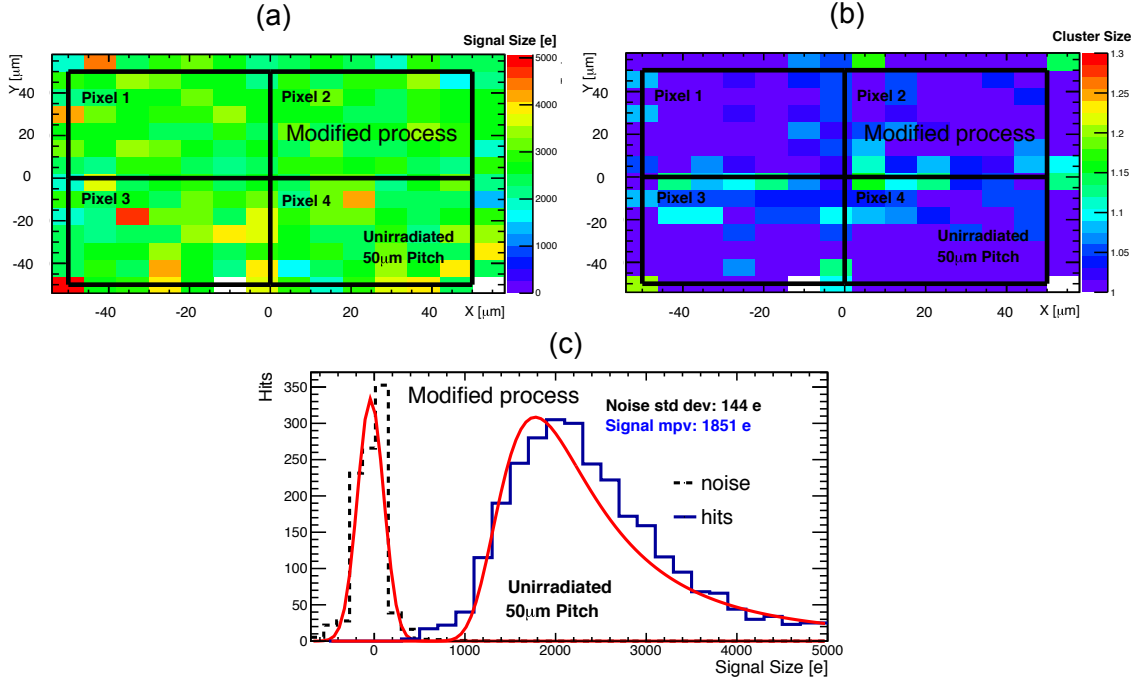 (a)
Signal Size [e]
Y [µm]
40
20
0
-20
-40
Pixel 1
Pixel 2
Modified process
Pixel 3
Pixel 4
Unirradiated
50µm Pitch
-40
-20
0
20
40
X [µm]
5000
4000
3000
2000
1000
0
(b)
Cluster Size
Y [µm]
40
20
0
-20
-40
Pixel 1
Pixel 2
Modified process
Pixel 3
Pixel 4
Unirradiated
50µm Pitch
-40
-20
0
20
40
X [µm]
1.3
1.25
1.2
1.15
1.1
1.05
1
(c)
Hits
350
300
250
200
150
100
50
0
Modified process
Noise std dev: 144 e
Signal mpv: 1851 e
noise
hits
Unirradiated
50µm Pitch
0
1000
2000
3000
4000
5000
Signal Size [e]